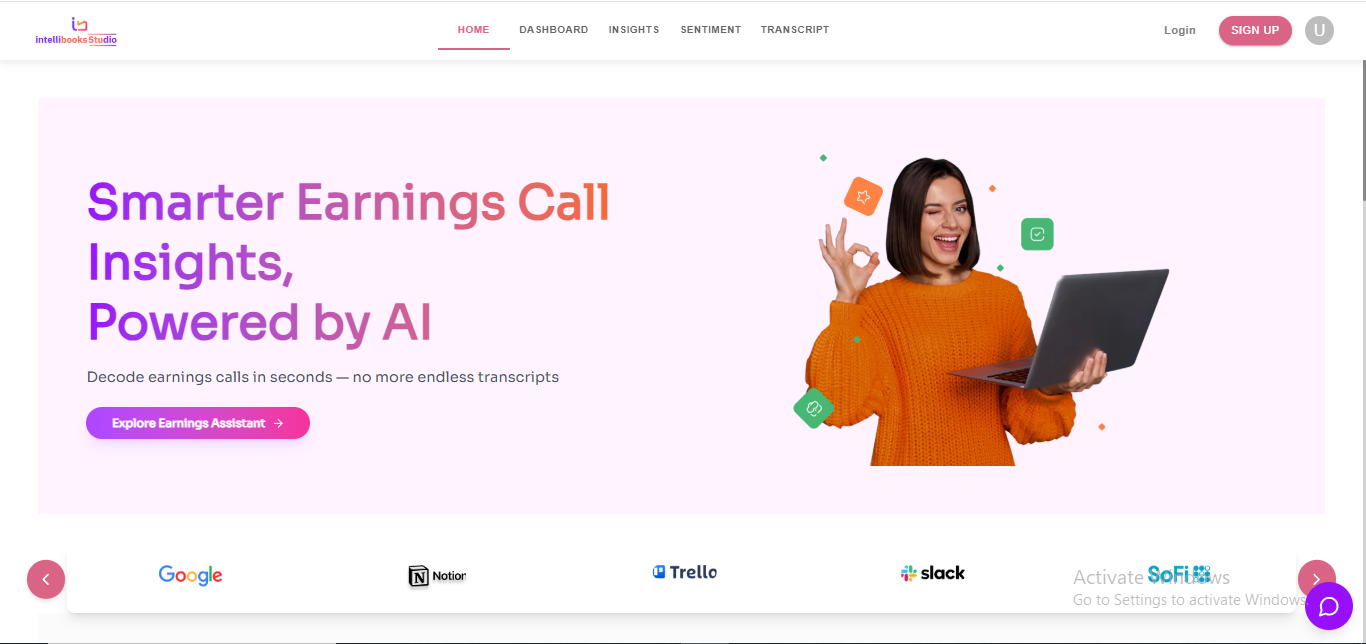 intellibooks Studio
HOME DASHBOARD INSIGHTS SENTIMENT TRANSCRIPT
Login SIGN UP U
Smarter Earnings Call
Insights,
Powered by AI
Decode earnings calls in seconds — no more endless transcripts
Explore Earnings Assistant →
Google Notion Trello slack SoFi
Activate Windows
Go to Settings to activate Windows.